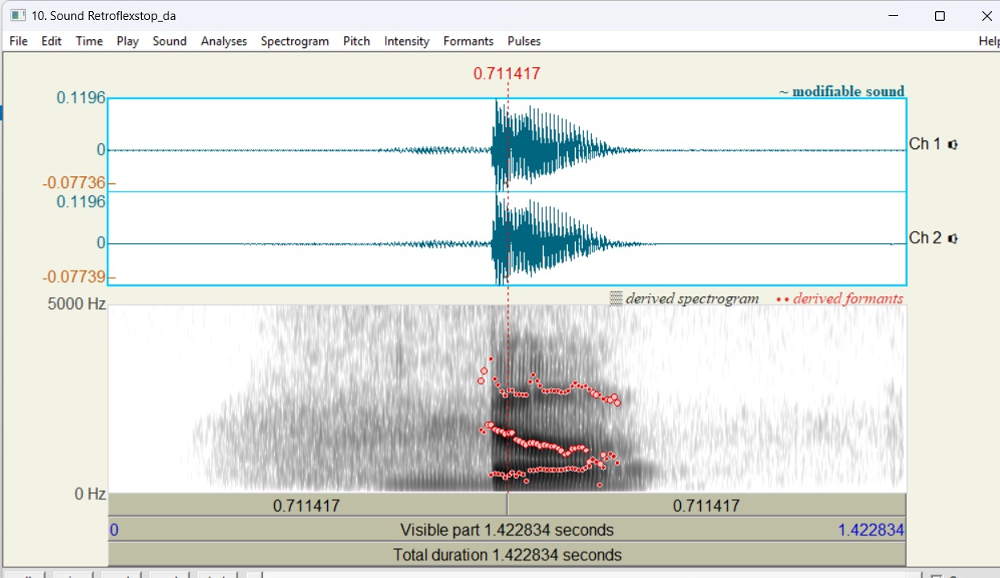 10. Sound Retroflexstop_da
File Edit Time Play Sound Analyses Spectrogram Pitch Intensity Formants Pulses Help
0.711417
~ modifiable sound
0.1196
0
Ch 1
-0.07736
0.1196
0
Ch 2
-0.07739
derived spectrogram derived formants
5000 Hz
0 Hz
0.711417 0.711417
0 Visible part 1.422834 seconds 1.422834
Total duration 1.422834 seconds